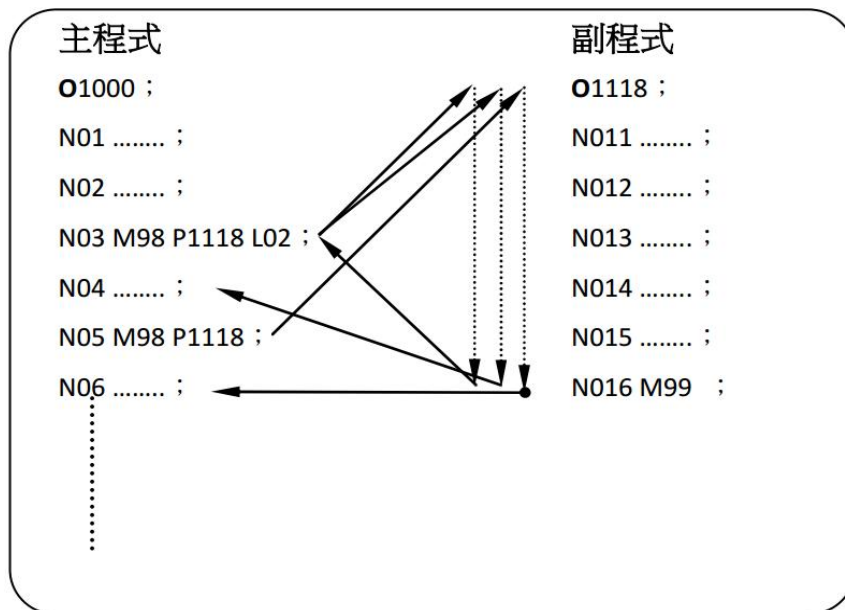 主程式
O1000；
N01 ........；
N02 ........；
N03 M98 P1118 L02；
N04 ........；
N05 M98 P1118；
N06 ........；
副程式
O1118；
N011 ........；
N012 ........；
N013 ........；
N014 ........；
N015 ........；
N016 M99 ；